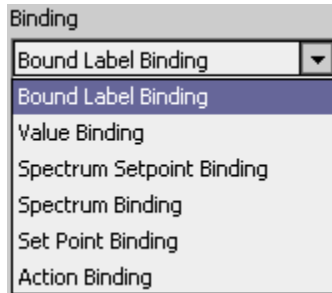 Binding
Bound Label Binding
Bound Label Binding
Value Binding
Spectrum Setpoint Binding
Spectrum Binding
Set Point Binding
Action Binding